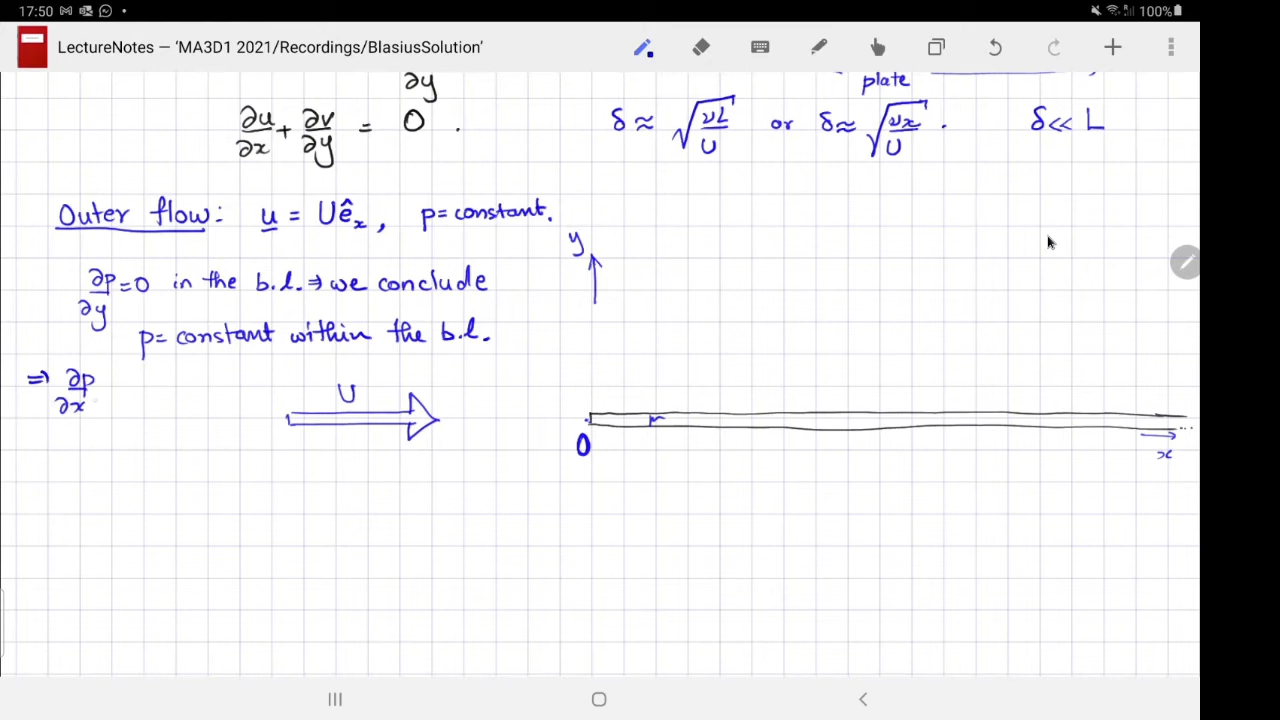 17:50
100%
LectureNotes — 'MA3D1 2021/Recordings/BlasiusSolution'
∂y
plate
∂u/∂x + ∂v/∂y = 0 .
δ ≈ √(νL/U) or δ ≈ √(νx/U) . δ << L
Outer flow: u = Uê_x , p = constant.
y
∂p/∂y = 0 in the b.l. ⇒ we conclude
p = constant within the b.l.
⇒ ∂p/∂x
U
0
x